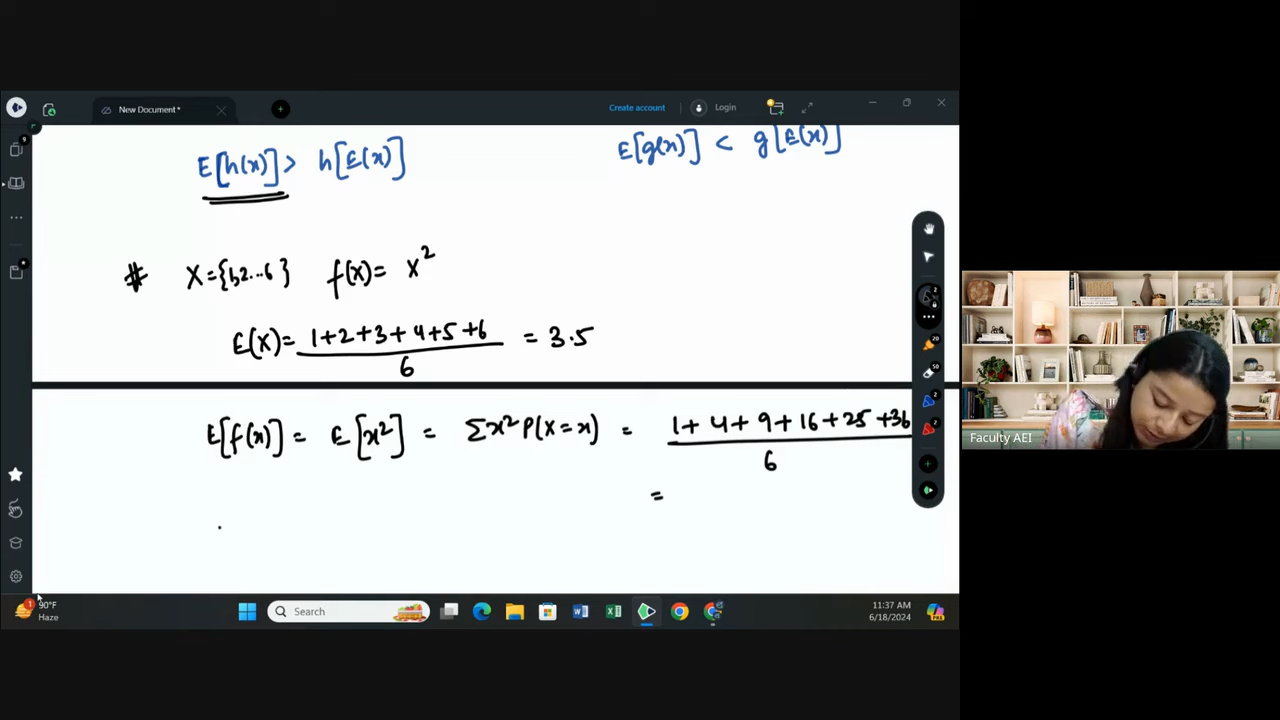 New Document*
Create account
Login
E[h(x)] > h[E(x)]
E[g(x)] < g[E(x)]
# X={1,2...6} f(x)= x²
E(X)= 1+2+3+4+5+6 / 6 = 3.5
E[f(x)] = E[x²] = Σx² P(X=x) = 1+4+9+16+25+36 / 6
=
Faculty AEI
90°F
Haze
Search
11:37 AM
6/18/2024